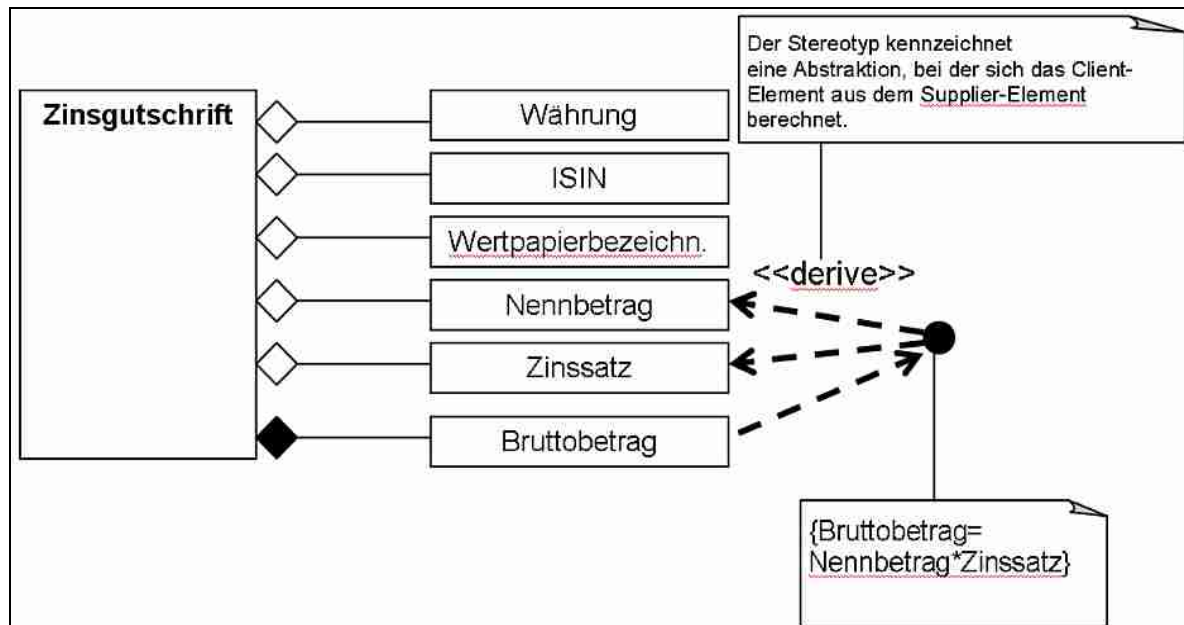 Der Stereotyp kennzeichnet
eine Abstraktion, bei der sich das Client-
Element aus dem Supplier-Element
berechnet.
Zinsgutschrift
Währung
ISIN
Wertpapierbezeichn.
<<derive>>
Nennbetrag
Zinssatz
Bruttobetrag
{Bruttobetrag=
Nennbetrag*Zinssatz}